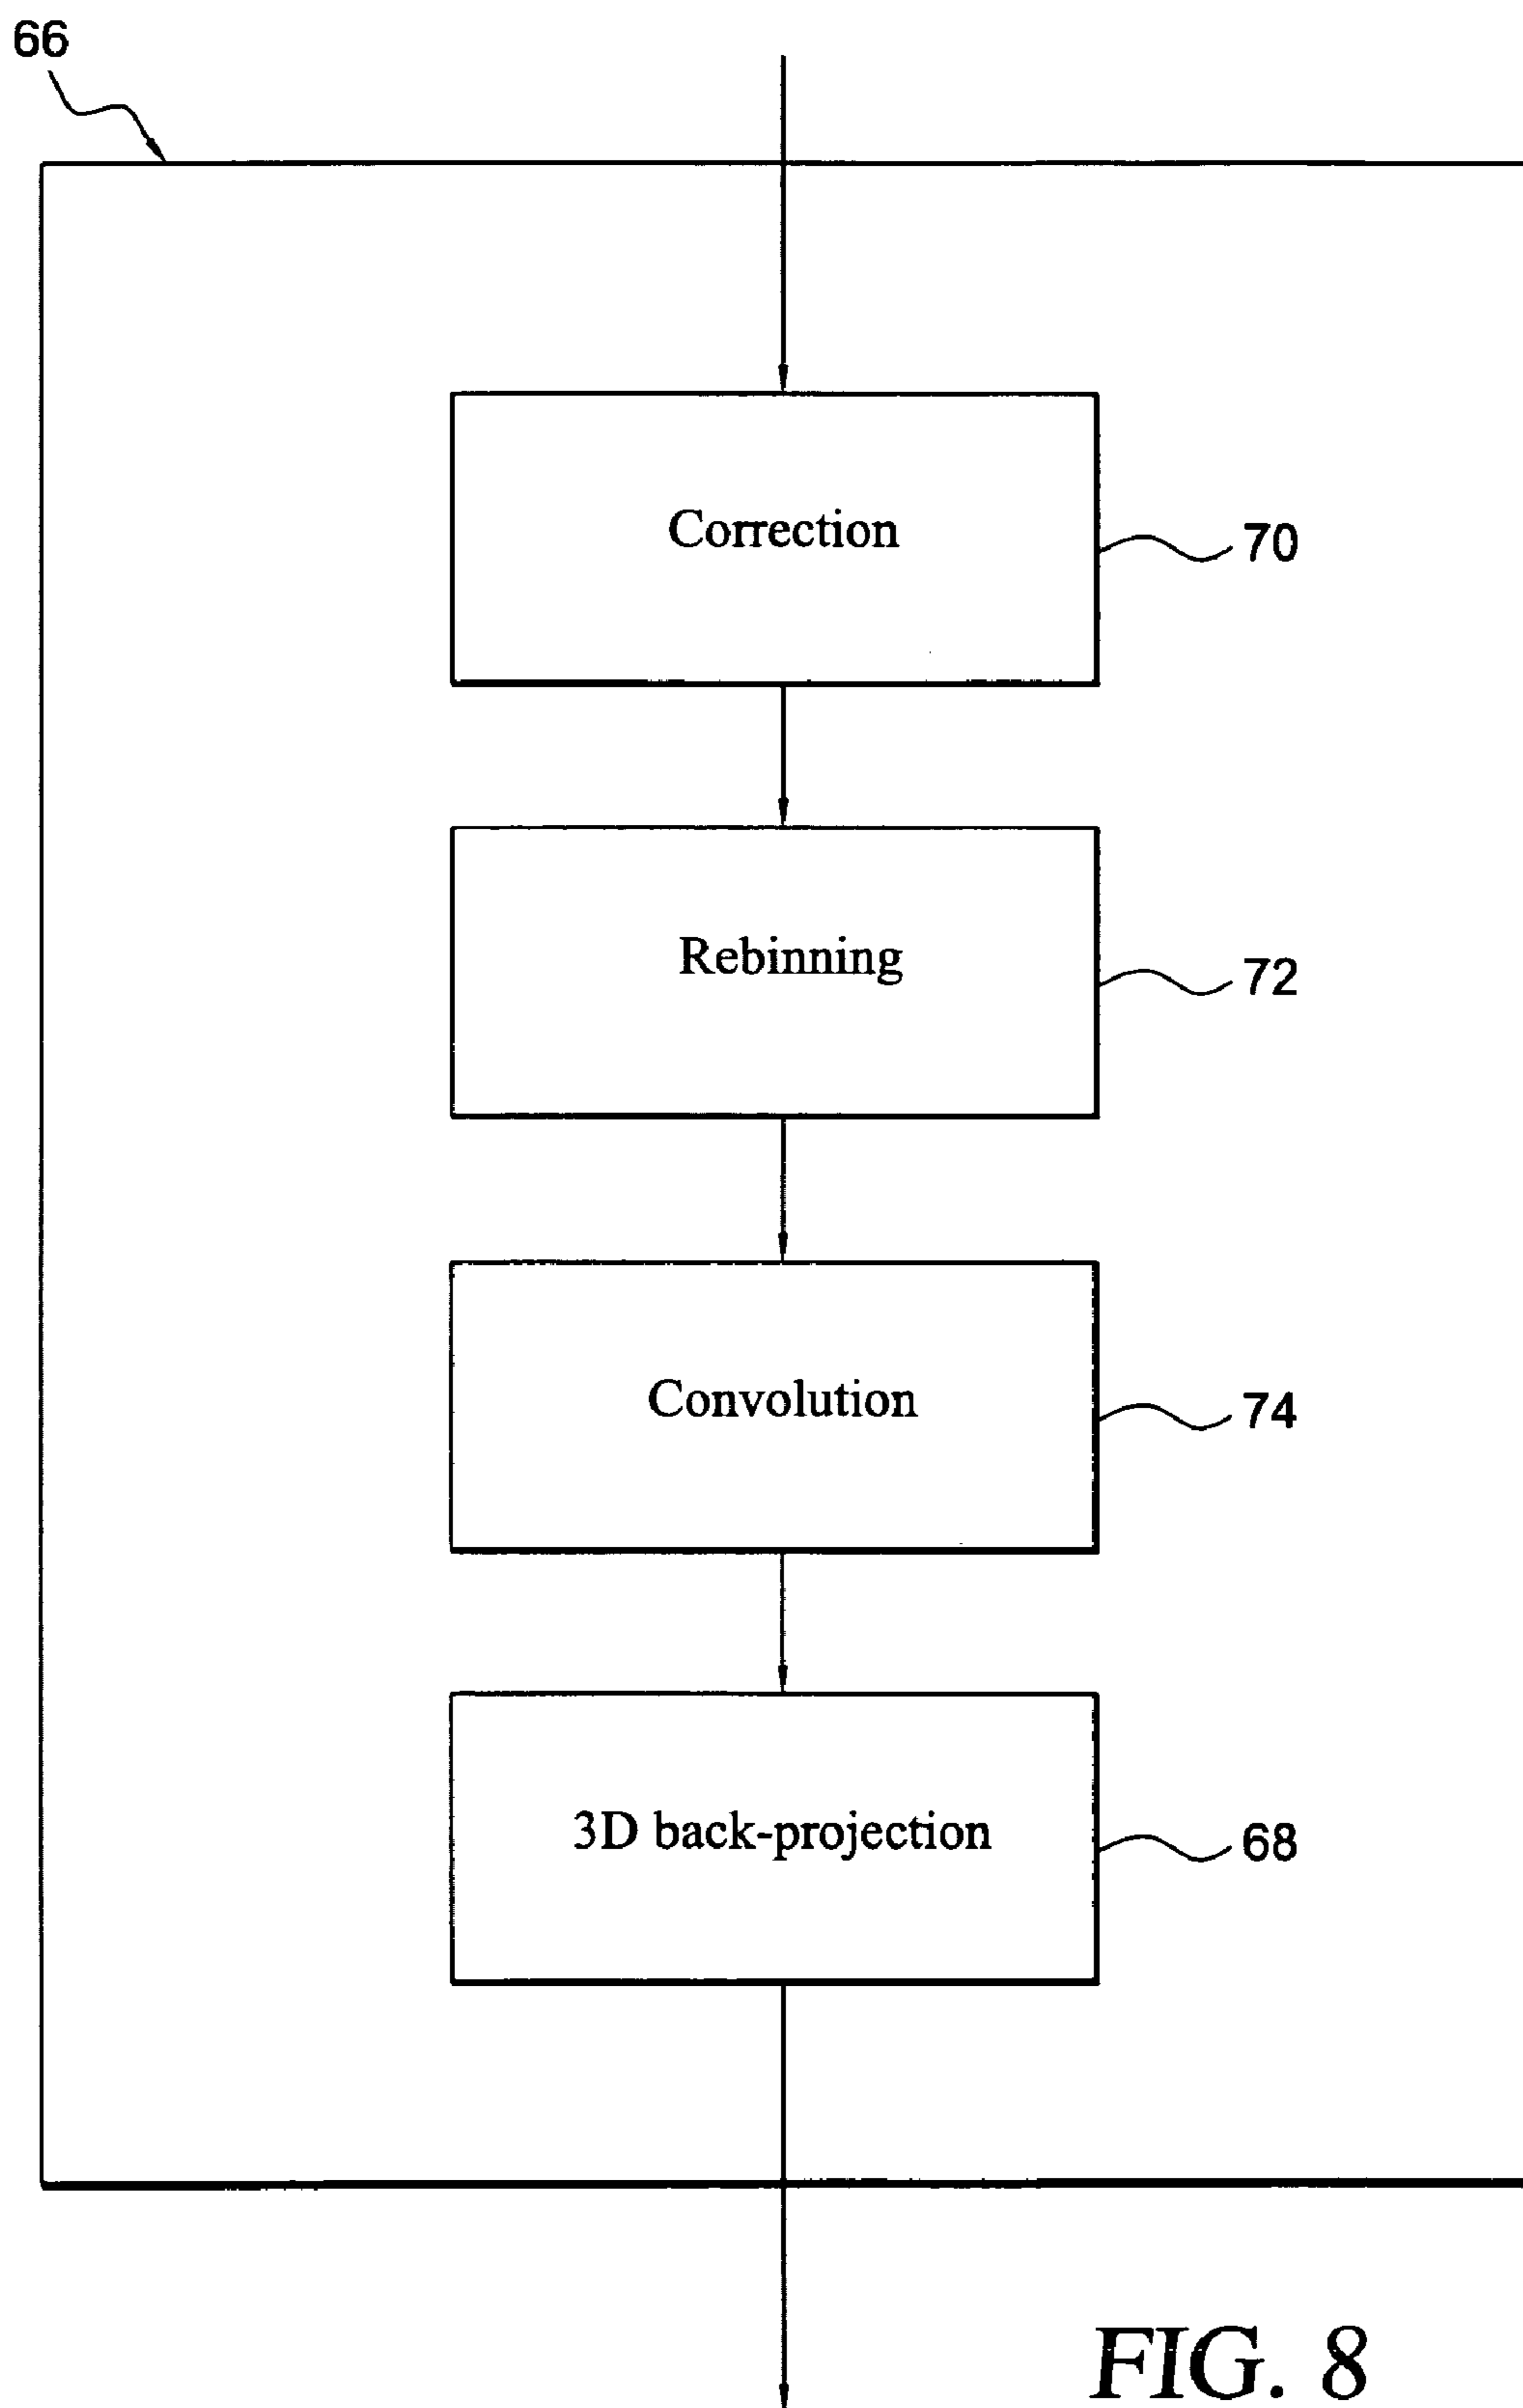 66
Correction
70
Rebinning
72
Convolution
74
3D back-projection
68
FIG. 8